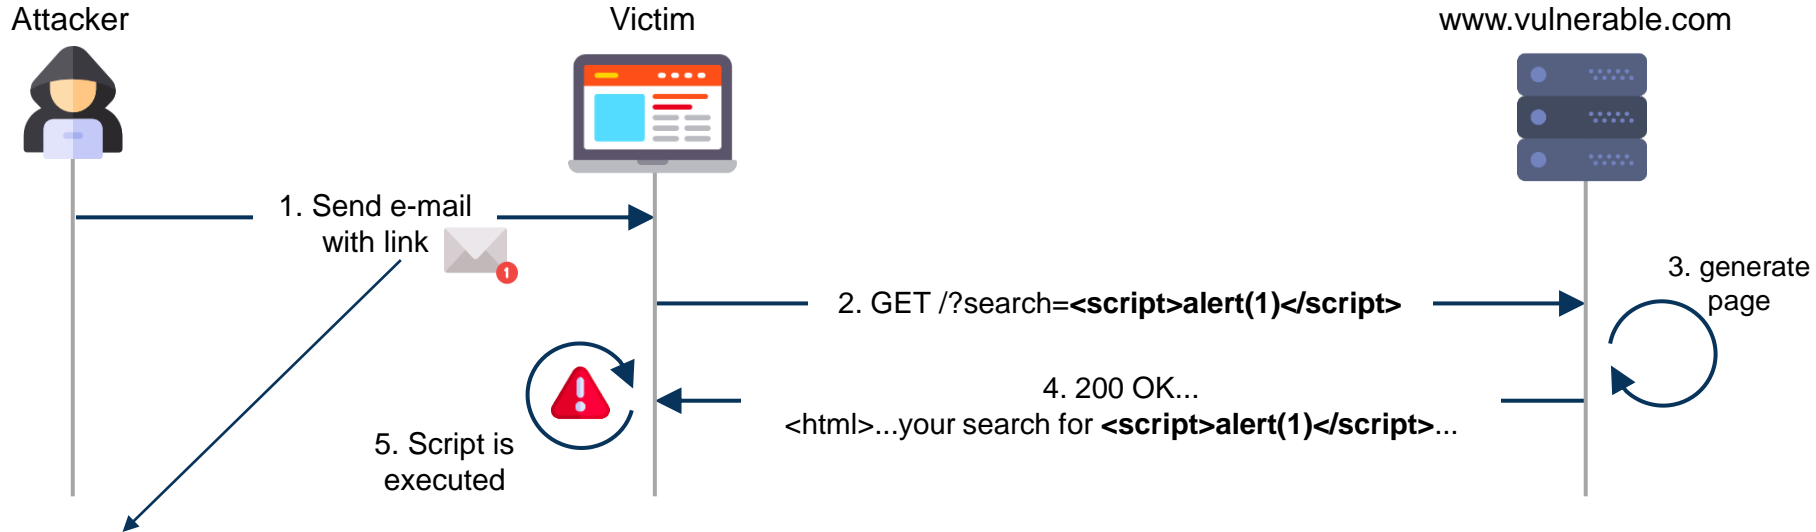 Attacker
Victim
www.vulnerable.com
1. Send e-mail
with link
1
2. GET /?search=<script>alert(1)</script>
3. generate
page
4. 200 OK...
<html>...your search for <script>alert(1)</script>...
5. Script is
executed